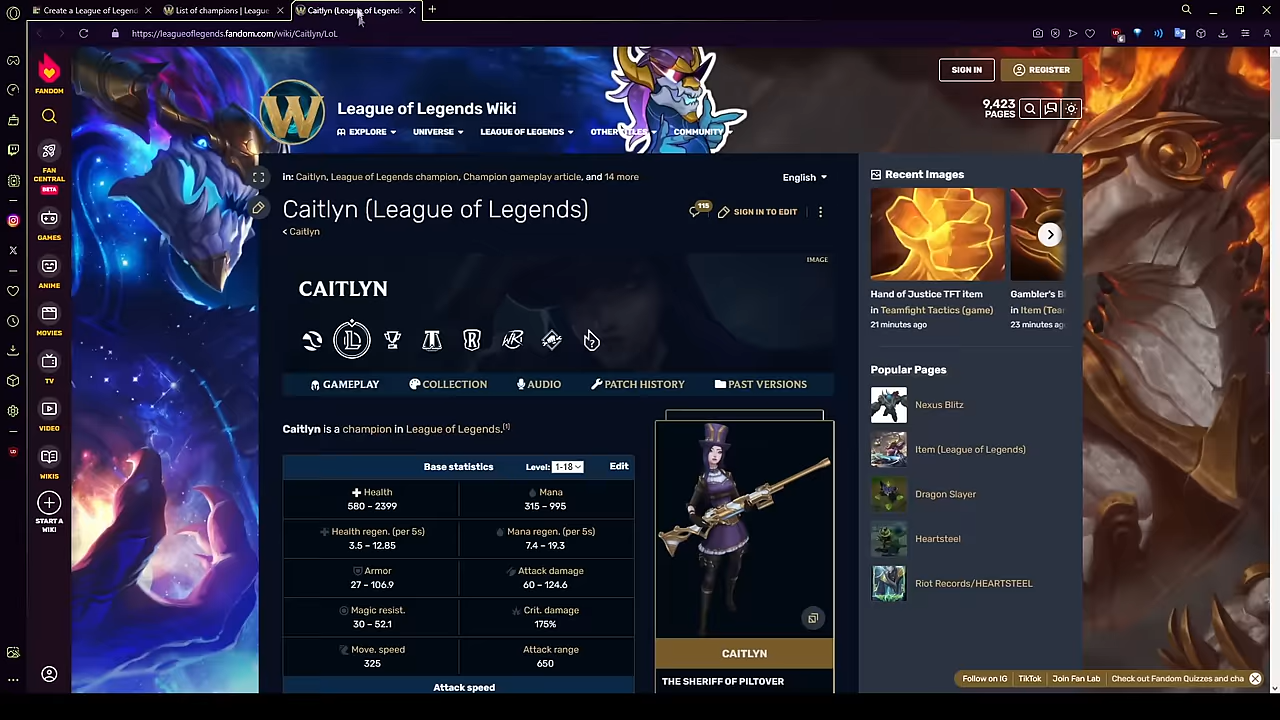 Create a League of Legend
List of champions | League
Caitlyn (League of Legends)
https://leagueoflegends.fandom.com/wiki/Caitlyn/LoL
FANDOM
FAN CENTRAL
BETA
GAMES
ANIME
MOVIES
TV
VIDEO
WIKIS
START A WIKI
SIGN IN
REGISTER
League of Legends Wiki
EXPLORE
UNIVERSE
LEAGUE OF LEGENDS
COMMUNITY
9,423
PAGES
in: Caitlyn, League of Legends champion, Champion gameplay article, and 14 more
English
Caitlyn (League of Legends)
115
SIGN IN TO EDIT
< Caitlyn
IMAGE
CAITLYN
GAMEPLAY
COLLECTION
AUDIO
PATCH HISTORY
PAST VERSIONS
Caitlyn is a champion in League of Legends.[1]
Base statistics
Level: 1-18
Edit
Health
580 – 2399
Mana
315 – 995
Health regen. (per 5s)
3.5 – 12.85
Mana regen. (per 5s)
7.4 – 19.3
Armor
27 – 106.9
Attack damage
60 – 124.6
Magic resist.
30 – 52.1
Crit. damage
175%
Move. speed
325
Attack range
650
Attack speed
CAITLYN
THE SHERIFF OF PILTOVER
Recent Images
Hand of Justice TFT item
in Teamfight Tactics (game)
21 minutes ago
Gambler's B
in Item (Tea
23 minutes ag
Popular Pages
Nexus Blitz
Item (League of Legends)
Dragon Slayer
Heartsteel
Riot Records/HEARTSTEEL
Follow on IG
TikTok
Join Fan Lab
Check out Fandom Quizzes and cha